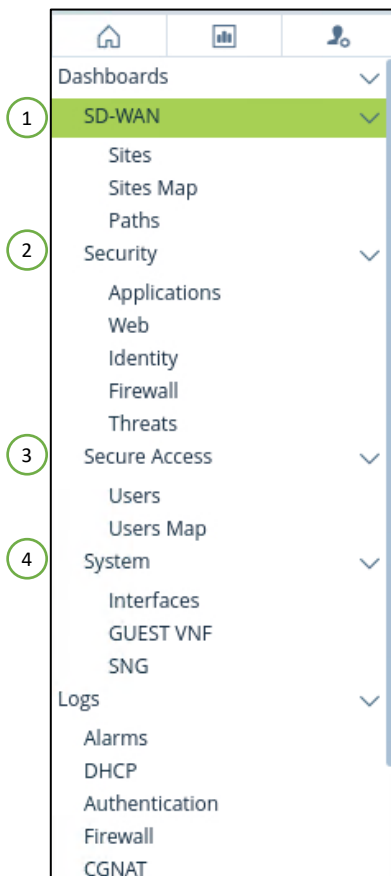 Dashboards
1 SD-WAN
Sites
Sites Map
Paths
2 Security
Applications
Web
Identity
Firewall
Threats
3 Secure Access
Users
Users Map
4 System
Interfaces
GUEST VNF
SNG
Logs
Alarms
DHCP
Authentication
Firewall
CGNAT